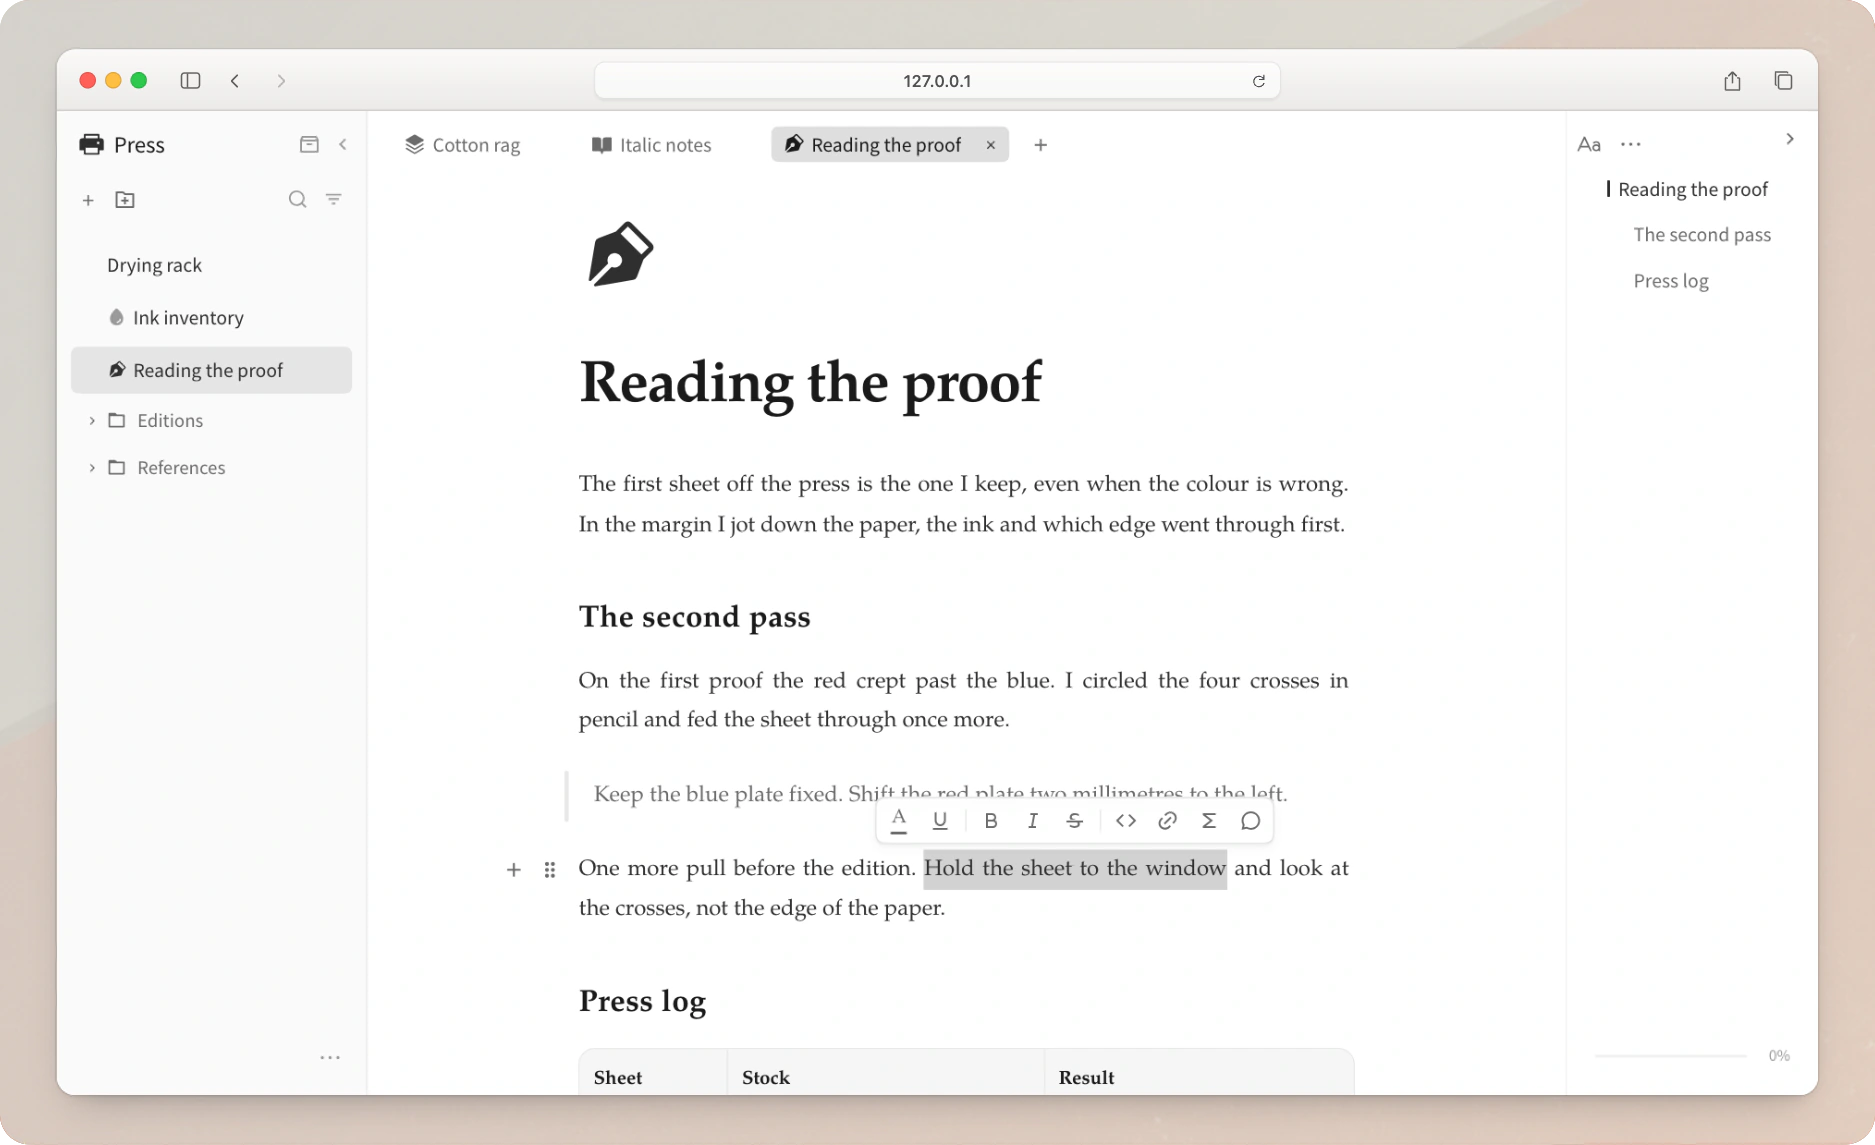 127.0.0.1
Press
Cotton rag
Italic notes
Reading the proof
Aa
Drying rack
Ink inventory
Reading the proof
Editions
References
Reading the proof
The first sheet off the press is the one I keep, even when the colour is wrong.
In the margin I jot down the paper, the ink and which edge went through first.
The second pass
On the first proof the red crept past the blue. I circled the four crosses in
pencil and fed the sheet through once more.
Keep the blue plate fixed. Shift the red plate two millimetres to the left.
A U B I S <> Σ
One more pull before the edition. Hold the sheet to the window and look at
the crosses, not the edge of the paper.
Press log
Sheet Stock Result
Reading the proof
The second pass
Press log
0%